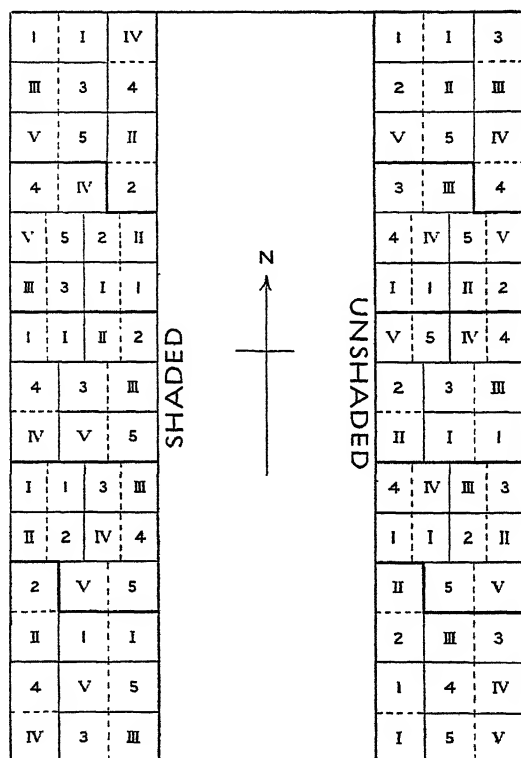 1 I IV
III 3 4
V 5 II
4 IV 2
V 5 2 II
III 3 I 1
1 I II 2
4 3 III
IV V 5
I 1 3 III
II 2 IV 4
2 V 5
II 1 I
4 V 5
IV 3 III
SHADED
N
UNSHADED
1 I 3
2 II III
V 5 IV
3 III 4
4 IV 5 V
I 1 II 2
V 5 IV 4
2 3 III
II I 1
4 IV III 3
1 I 2 II
II 5 V
2 III 3
1 4 IV
I 5 V